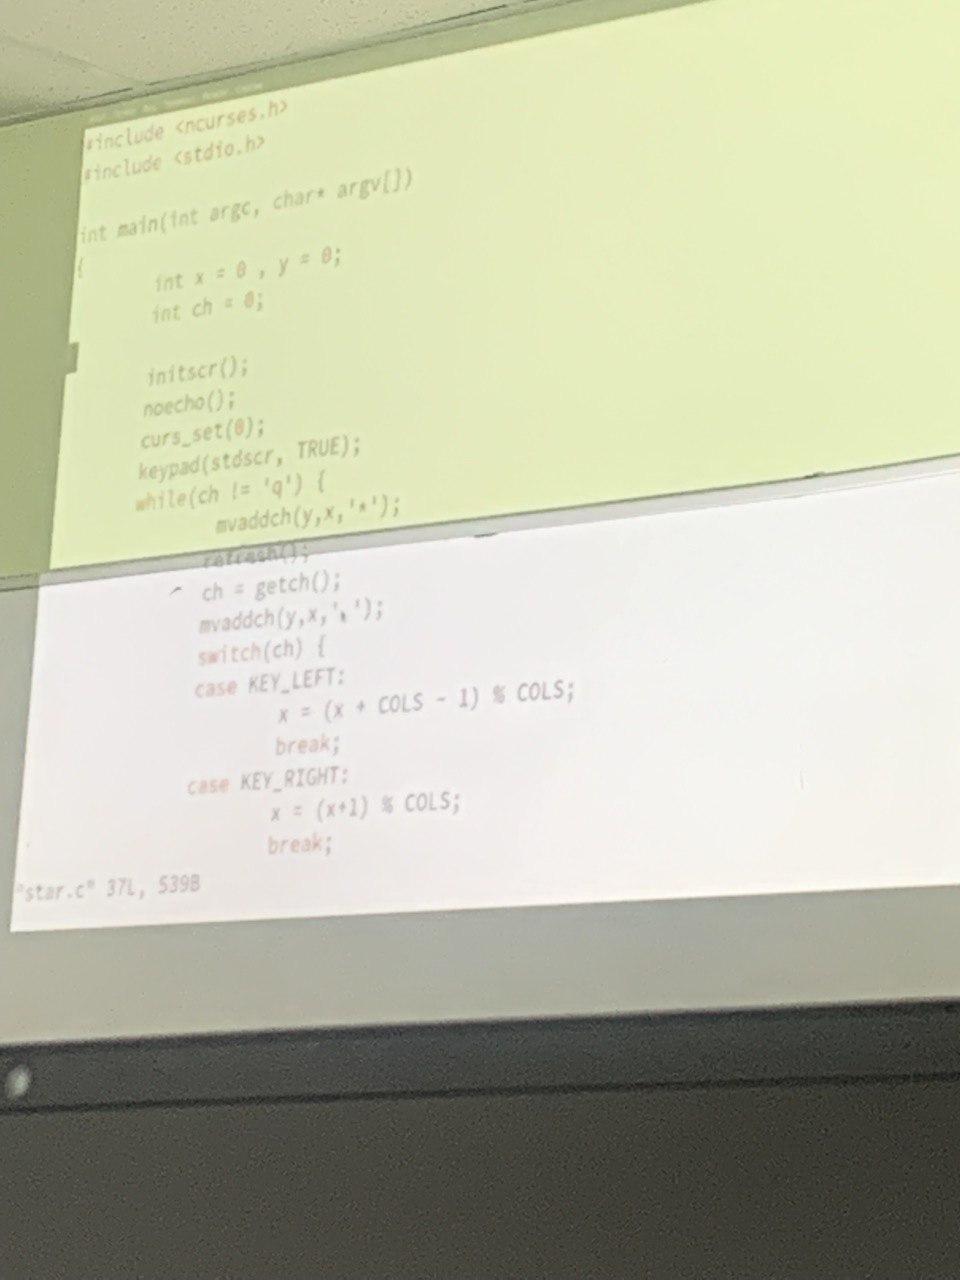 #include <ncurses.h>
#include <stdio.h>
int main(int argc, char* argv[])
{
int x = 0 , y = 0;
int ch = 0;
initscr();
noecho();
curs_set(0);
keypad(stdscr, TRUE);
while(ch != 'q') {
mvaddch(y,x,'*');
refresh();
ch = getch();
mvaddch(y,x,' ');
switch(ch) {
case KEY_LEFT:
x = (x + COLS - 1) % COLS;
break;
case KEY_RIGHT:
x = (x+1) % COLS;
break;
"star.c" 37L, 539B